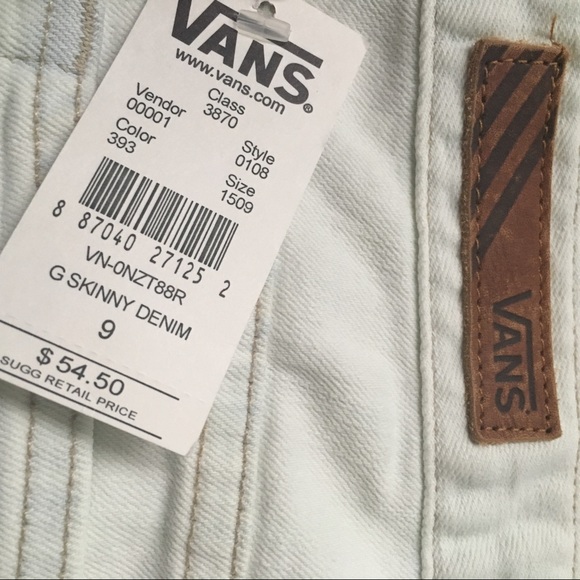 VANS®
www.vans.com
Vendor Class
00001 3870
Color Style
393 0108
Size
1509
8 87040 27125 2
VN-0NZT88R
G SKINNY DENIM
9
$ 54.50
SUGG RETAIL PRICE
VANS